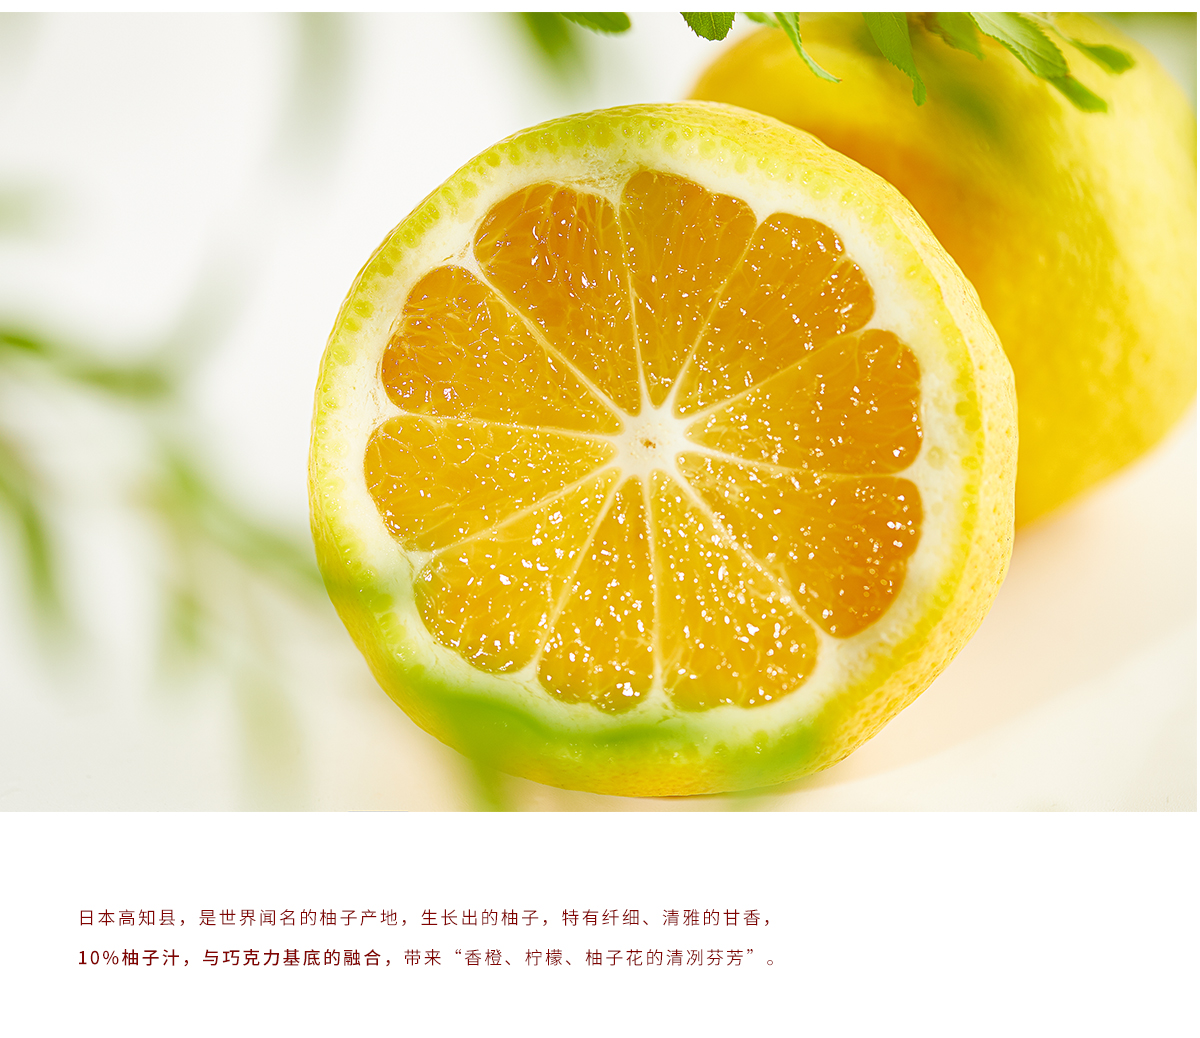 日本高知县，是世界闻名的柚子产地，生长出的柚子，特有纤细、清雅的甘香，
10%柚子汁，与巧克力基底的融合，带来“香橙、柠檬、柚子花的清冽芬芳”。